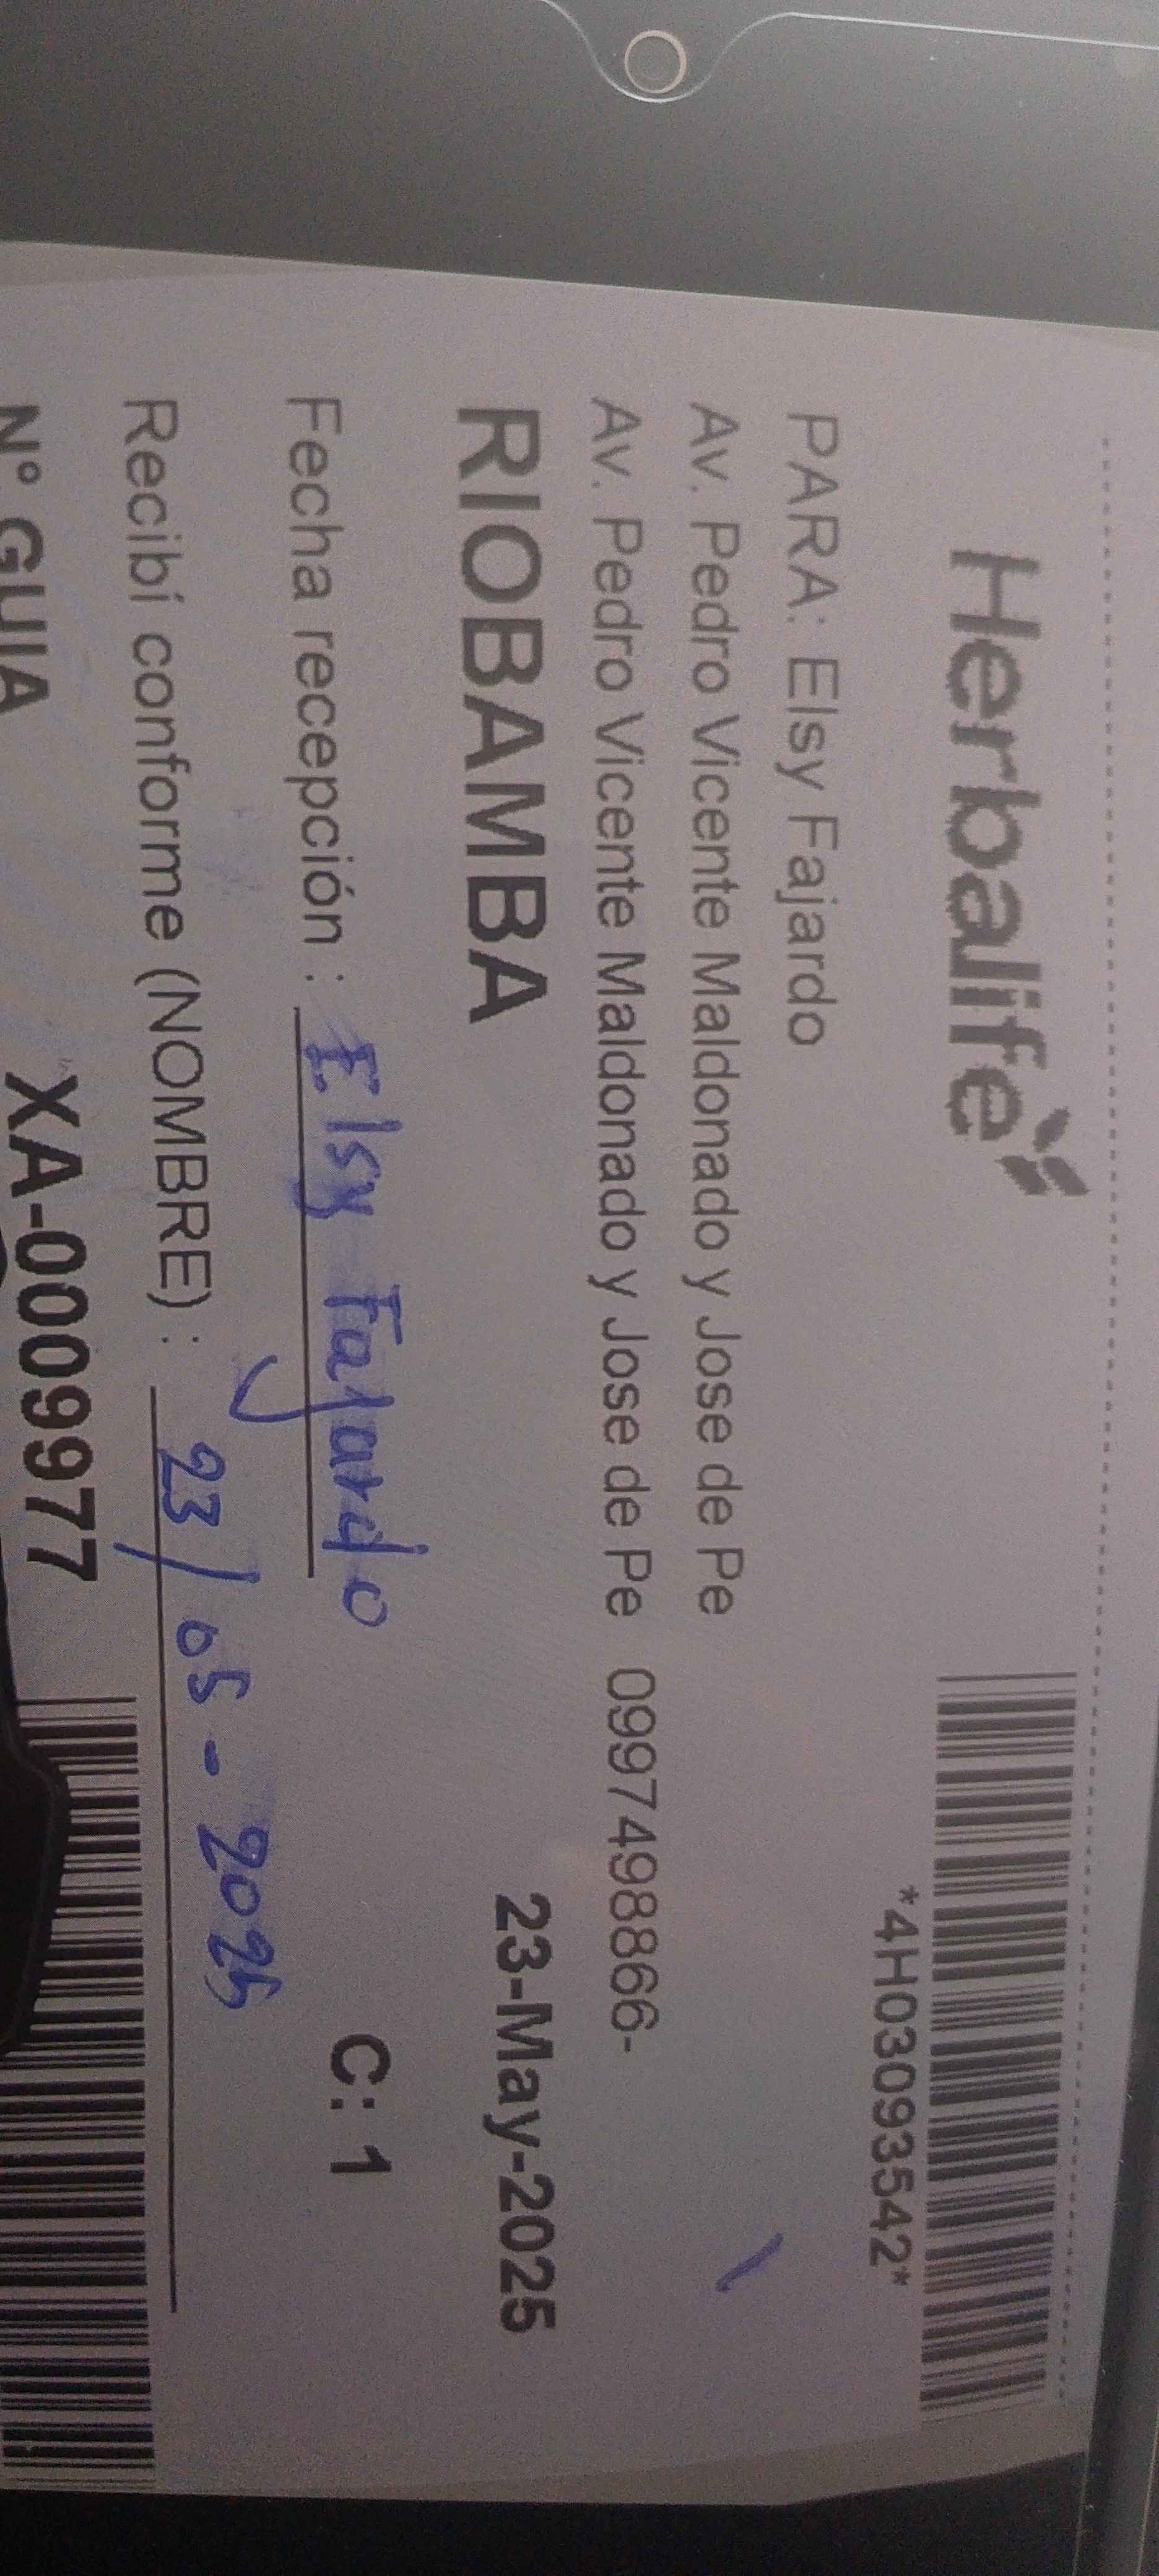 Herbalife
*4H03093542*
PARA: Elsy Fajardo
Av. Pedro Vicente Maldonado y Jose de Pe
Av. Pedro Vicente Maldonado y Jose de Pe 0997498866-
RIOBAMBA 23-May-2025
Fecha recepción : Elsy Fajardo C: 1
Recibí conforme (NOMBRE) : 23/05-2025
N° GUIA XA-0009977